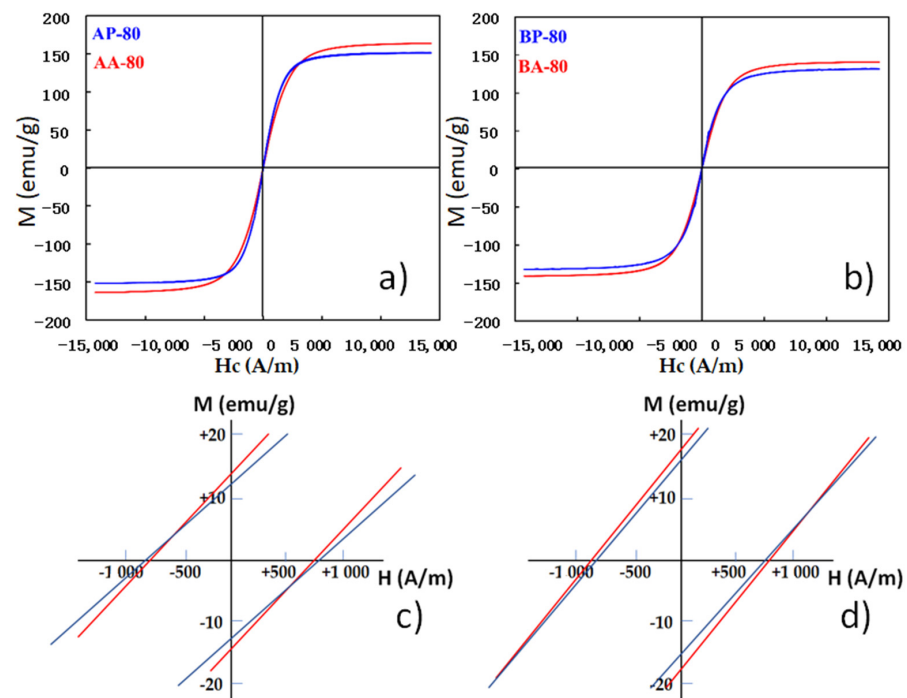 200
AP-80
AA-80
150
100
50
0
-50
-100
-150
-200
M (emu/g)
a)
-15,000 -10,000 -5 000 0 5 000 10,000 15,000
Hc (A/m)
200
BP-80
BA-80
150
100
50
0
-50
-100
-150
-200
M (emu/g)
b)
-15,000 -10,000 -5 000 0 5 000 10,000 15,000
Hc (A/m)
M (emu/g)
+20
+10
-1 000 -500 +500 +1 000
H (A/m)
-10
-20
c)
M (emu/g)
+20
+10
-1 000 -500 +500 +1 000
H (A/m)
-10
-20
d)